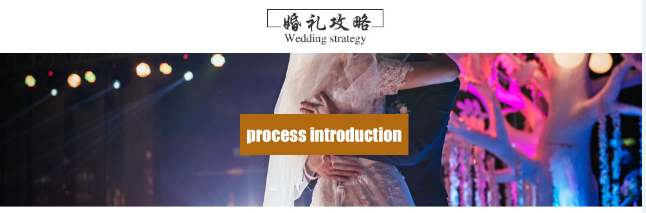 婚礼攻略
Wedding strategy
process introduction